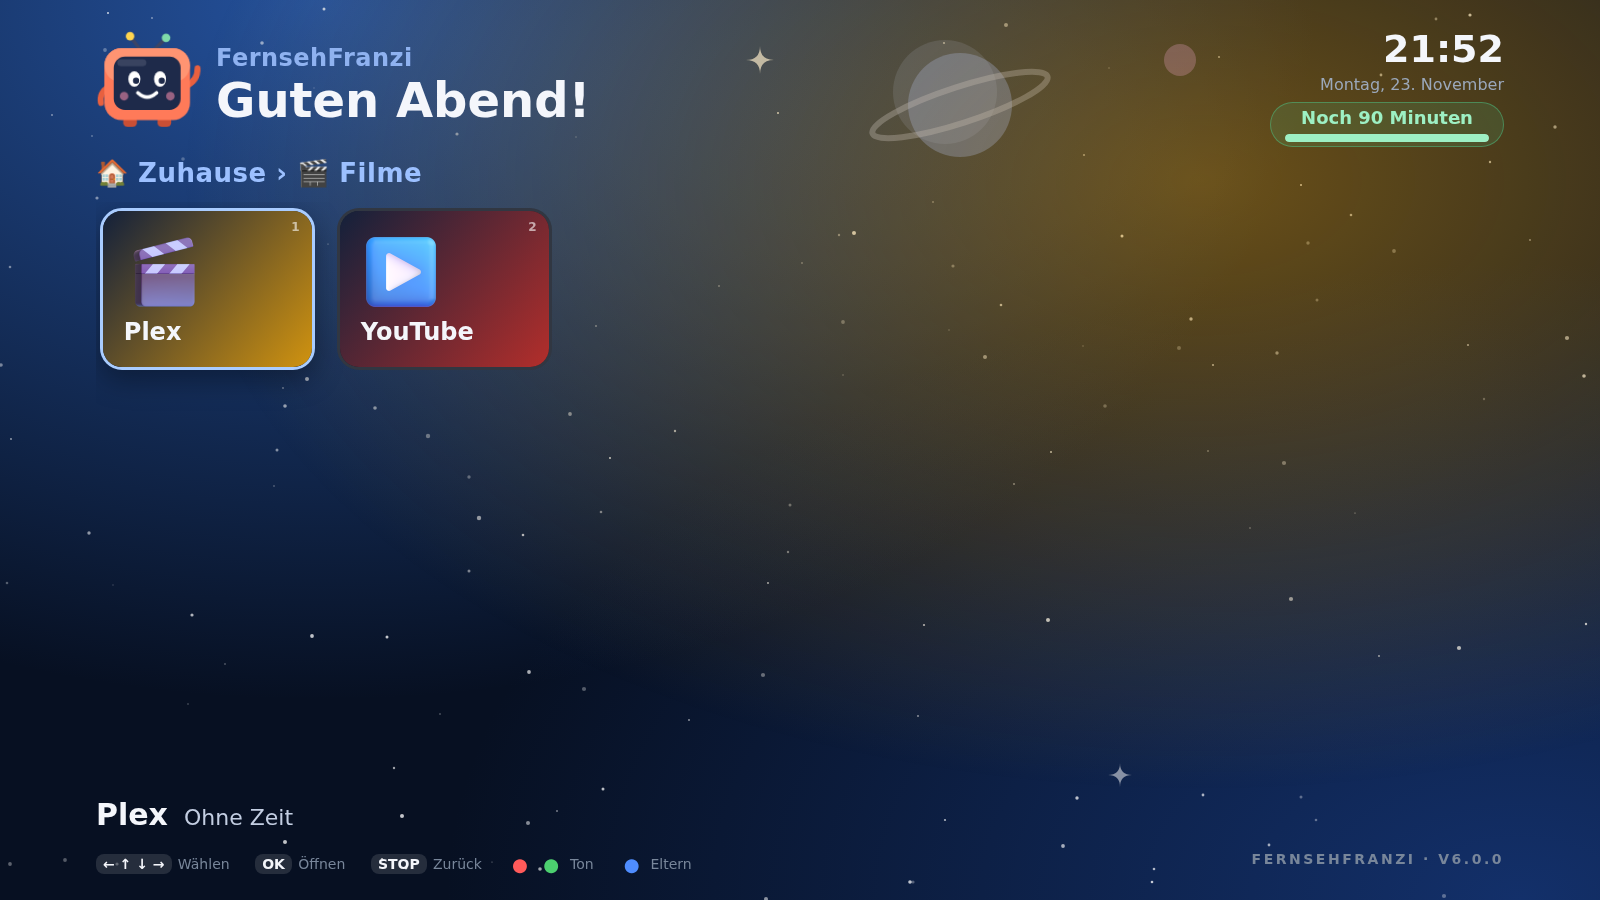 FernsehFranzi
Guten Abend!
21:52
Montag, 23. November
Noch 90 Minuten
🏠 Zuhause › 🎬 Filme
1
Plex
2
YouTube
Plex Ohne Zeit
← ↑ ↓ → Wählen OK Öffnen STOP Zurück Ton Eltern
FERNSEHFRANZI · V6.0.0